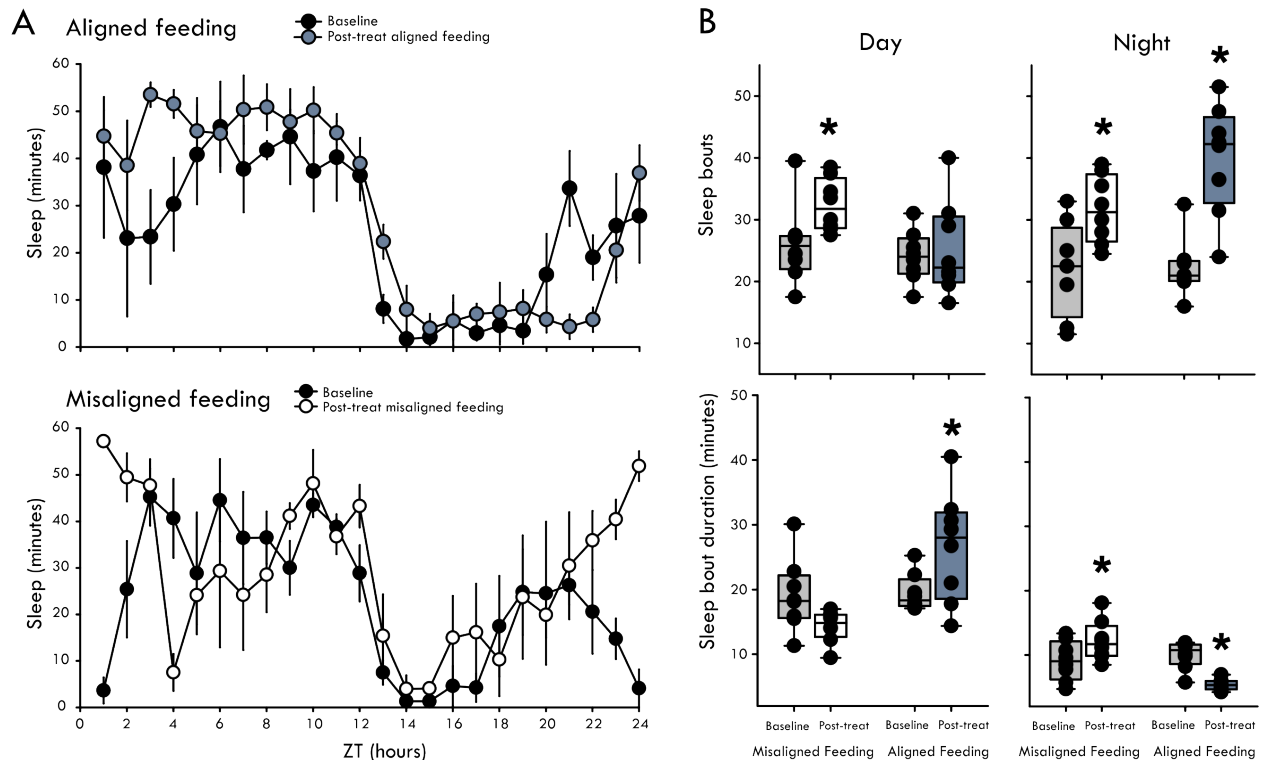 A
Aligned feeding
Baseline
Post-treat aligned feeding
60
50
40
30
20
10
0
Sleep (minutes)
Misaligned feeding
Baseline
Post-treat misaligned feeding
60
50
40
30
20
10
0
Sleep (minutes)
0 2 4 6 8 10 12 14 16 18 20 22 24
ZT (hours)
B
Day Night
50
40
30
20
10
Sleep bouts
* * *
50
40
30
20
10
Sleep bout duration (minutes)
* * *
Baseline Post-treat Baseline Post-treat Baseline Post-treat Baseline Post-treat
Misaligned Feeding Aligned Feeding Misaligned Feeding Aligned Feeding